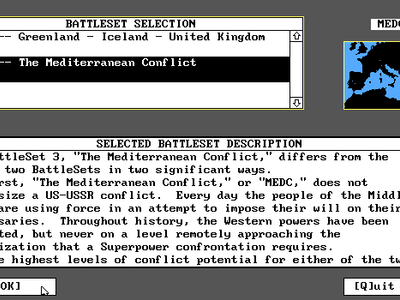 BATTLESET SELECTION
MEDC
-- Greenland - Iceland - United Kingdom
-- The Mediterranean Conflict
SELECTED BATTLESET DESCRIPTION
ttleSet 3, "The Mediterranean Conflict," differs from the
two BattleSets in two significant ways.
rst, "The Mediterranean Conflict," or "MEDC," does not
size a US-USSR conflict. Every day the people of the Middl
are using force in an attempt to impose their will on their
saries. Throughout history, the Western powers have been
ted, but never on a level remotely approaching the
ization that a Superpower confrontation requires.
e highest levels of conflict potential for either of the tw
OK]
[Q]uit